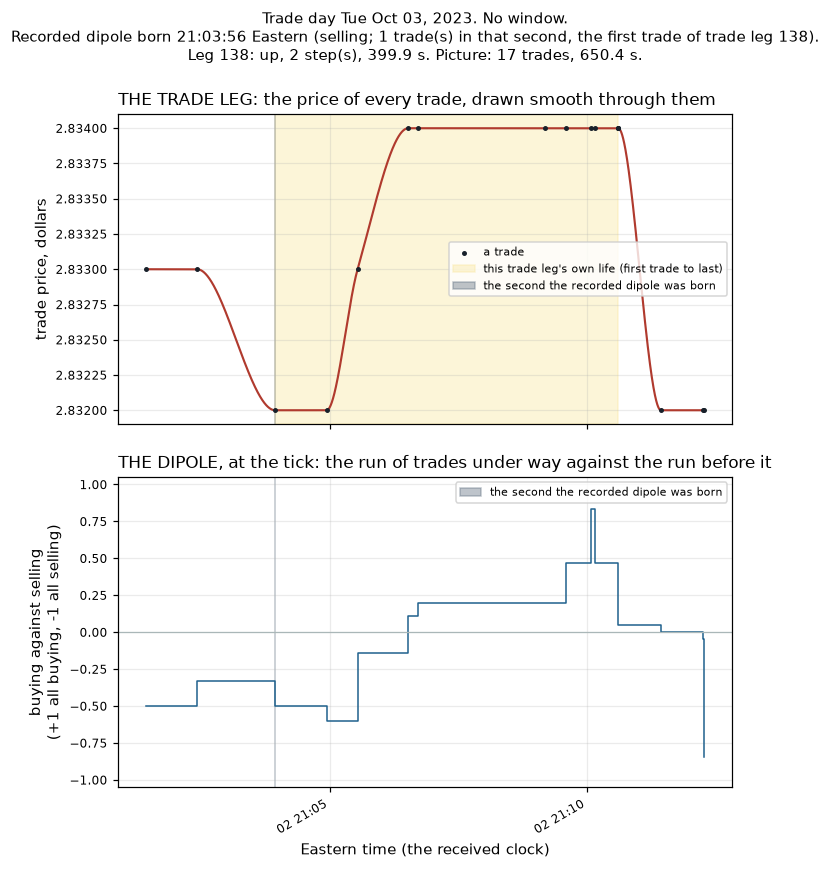 Trade day Tue Oct 03, 2023. No window.
Recorded dipole born 21:03:56 Eastern (selling; 1 trade(s) in that second, the first trade of trade leg 138).
Leg 138: up, 2 step(s), 399.9 s. Picture: 17 trades, 650.4 s.
THE TRADE LEG: the price of every trade, drawn smooth through them
trade price, dollars
2.83400
2.83375
2.83350
2.83325
2.83300
2.83275
2.83250
2.83225
2.83200
a trade
this trade leg's own life (first trade to last)
the second the recorded dipole was born
THE DIPOLE, at the tick: the run of trades under way against the run before it
buying against selling
(+1 all buying, -1 all selling)
1.00
0.75
0.50
0.25
0.00
−0.25
−0.50
−0.75
−1.00
the second the recorded dipole was born
02 21:05
02 21:10
Eastern time (the received clock)